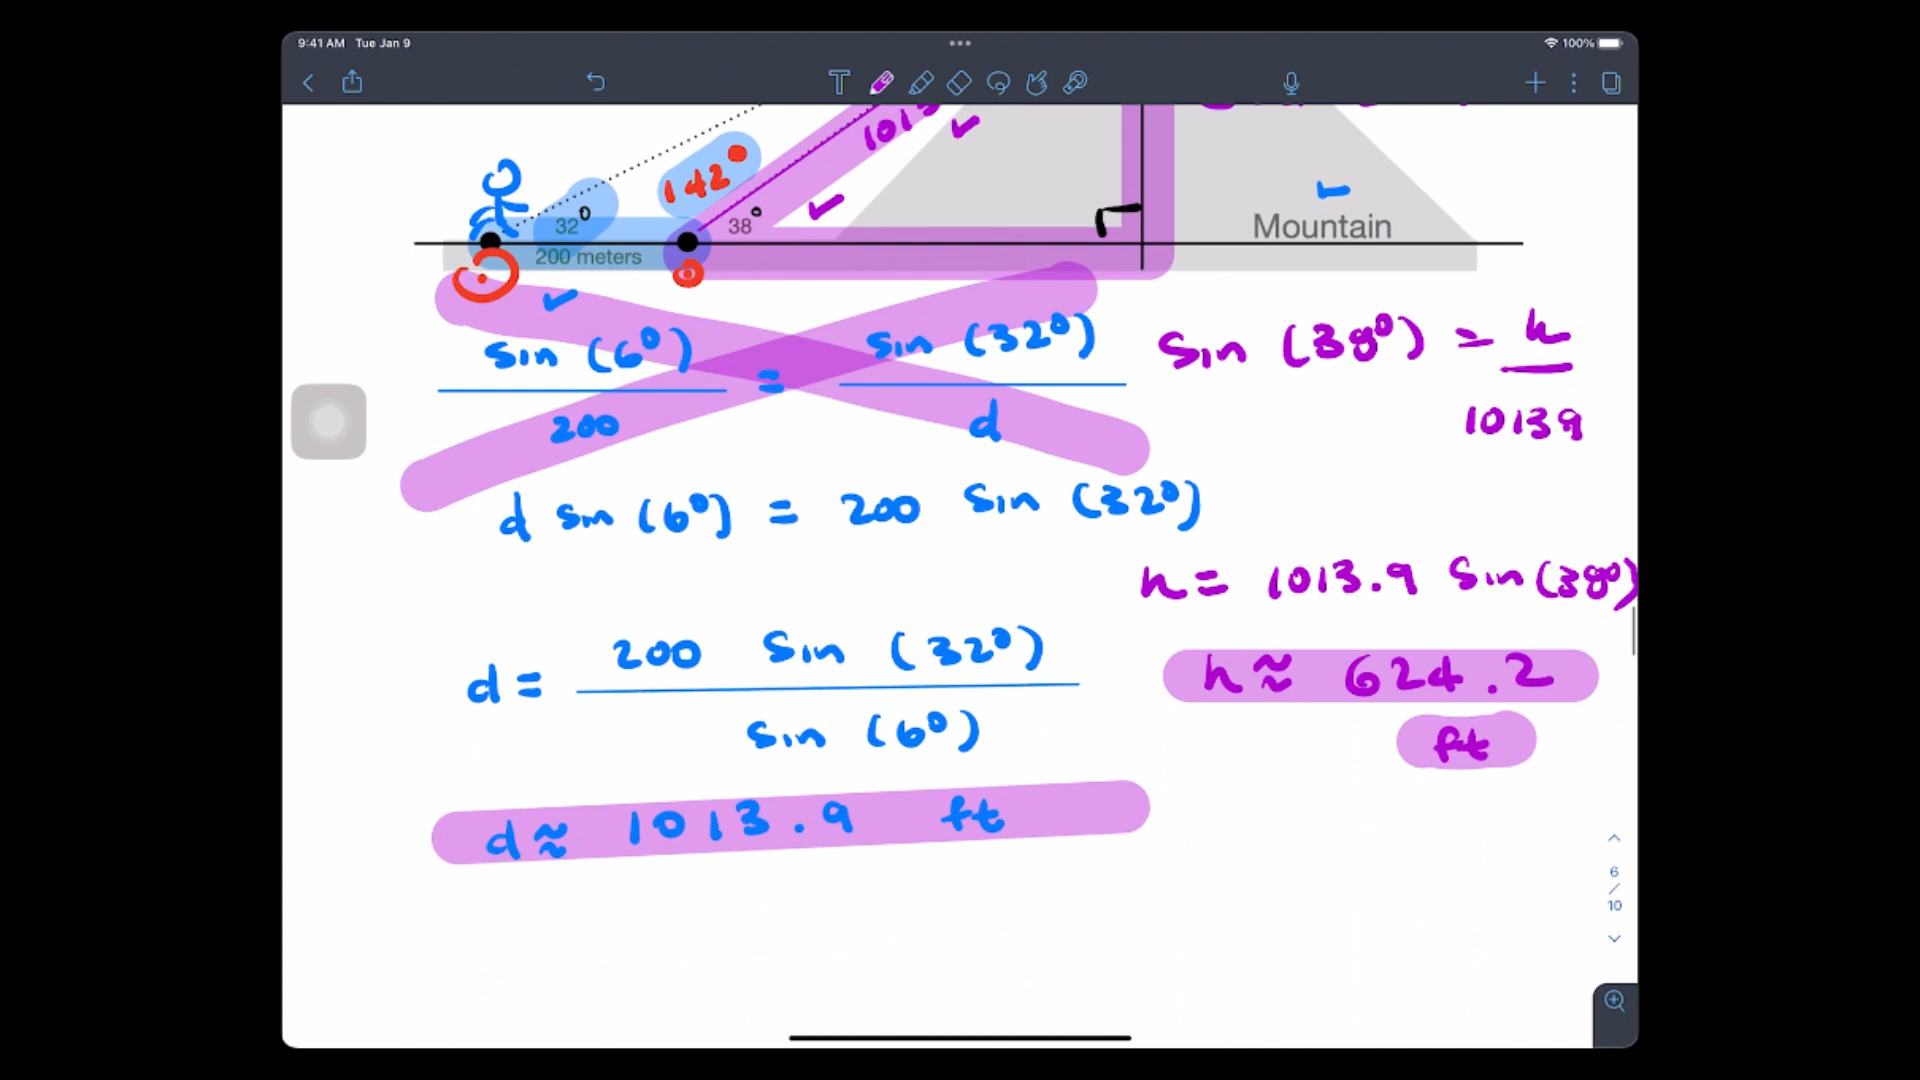 9:41 AM Tue Jan 9
100%
T
1013
142°
32°
38°
200 meters
Mountain
sin (6°) = sin (32°)
200 d
sin (38°) = h
10139
d sin (6°) = 200 sin (32°)
h = 1013.9 sin (38°)
d = 200 sin (32°)
sin (6°)
h ≈ 624.2
ft
d ≈ 1013.9 ft
6
/
10